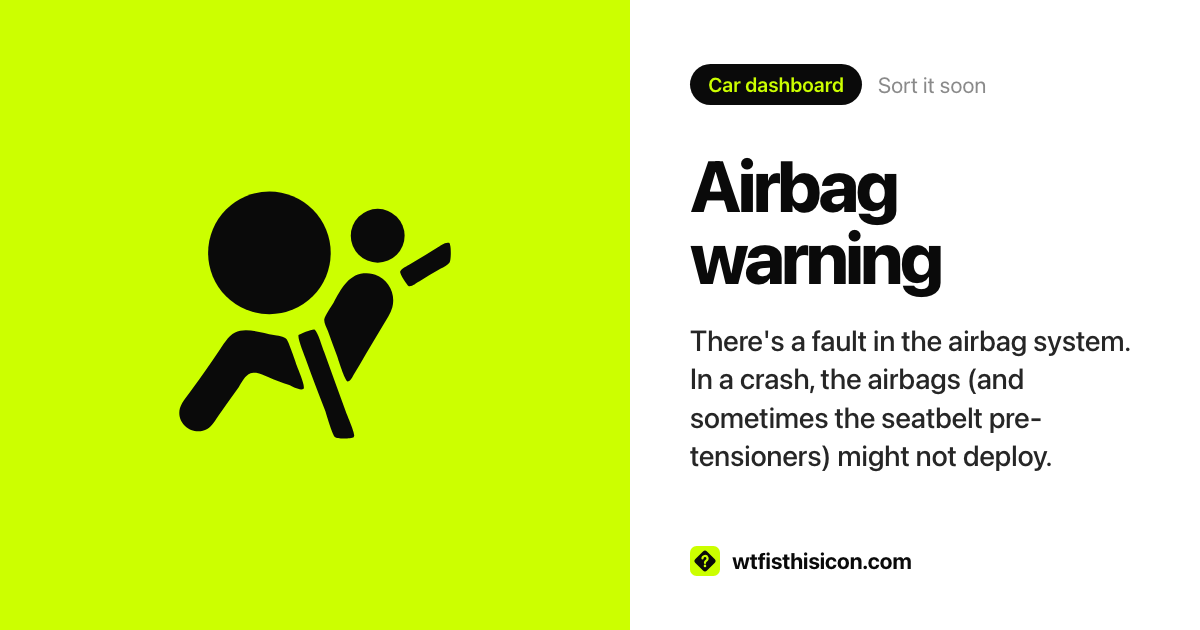 Car dashboard
Sort it soon
Airbag
warning
There's a fault in the airbag system.
In a crash, the airbags (and
sometimes the seatbelt pre-
tensioners) might not deploy.
?
wtfisthisicon.com